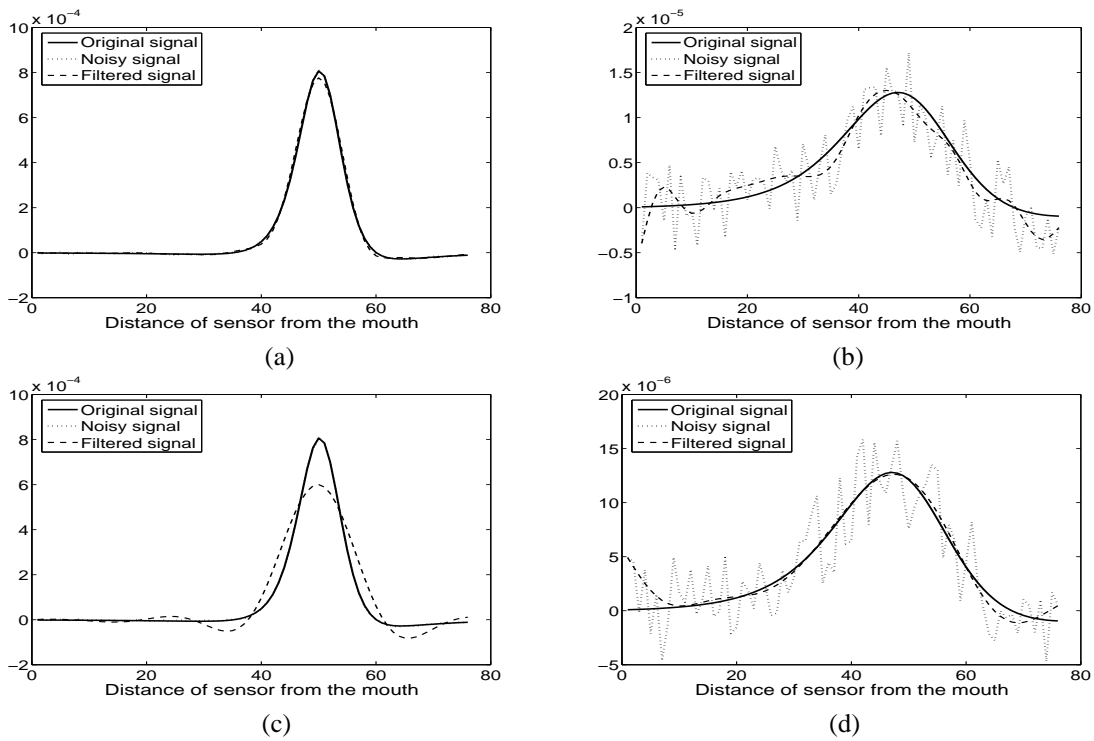 x 10−4
10
8
6
4
2
0
−2
0 20 40 60 80
Original signal
Noisy signal
Filtered signal
Distance of sensor from the mouth
(a)
x 10−5
2
1.5
1
0.5
0
−0.5
−1
0 20 40 60 80
Original signal
Noisy signal
Filtered signal
Distance of sensor from the mouth
(b)
x 10−4
10
8
6
4
2
0
−2
0 20 40 60 80
Original signal
Noisy signal
Filtered signal
Distance of sensor from the mouth
(c)
x 10−6
20
15
10
5
0
−5
0 20 40 60 80
Original signal
Noisy signal
Filtered signal
Distance of sensor from the mouth
(d)